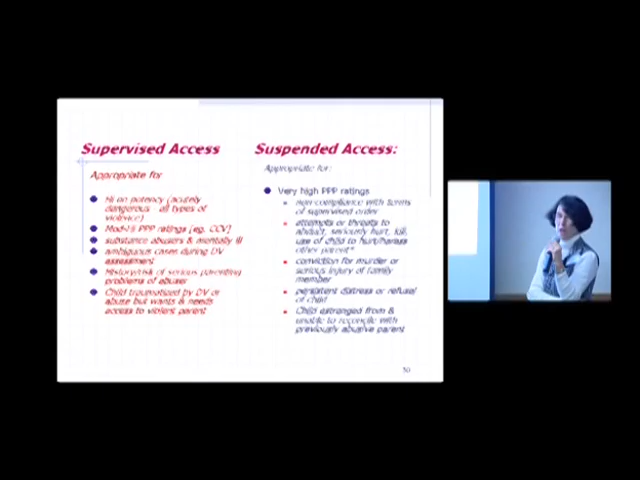 Supervised Access
Appropriate for
Hi on potency (acutely
dangerous all types of
violence)
Mod-Hi PPP ratings [eg. CCV]
substance abusers & mentally ill
ambiguous cases during DV
assessment
History/risk of serious parenting
problems of abuser
Child traumatized by DV or
abuse but wants & needs
access to violent parent
Suspended Access:
Appropriate for:
Very high PPP ratings
non-compliance with terms
of supervised order
attempts or threats to
abduct, seriously hurt, kill,
use of child to hurt/harass
other parent*
conviction for murder or
serious injury of family
member
persistent distress or refusal
of child
Child estranged from &
unable to reconcile with
previously abusive parent
50